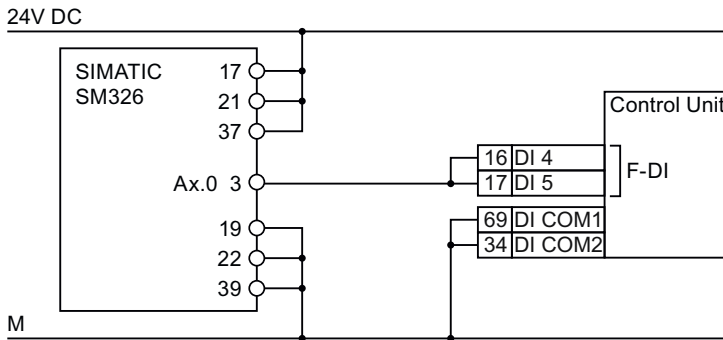 24V DC
SIMATIC
SM326
17
21
37
Ax.0 3
19
22
39
Control Unit
16 DI 4
17 DI 5
F-DI
69 DI COM1
34 DI COM2
M